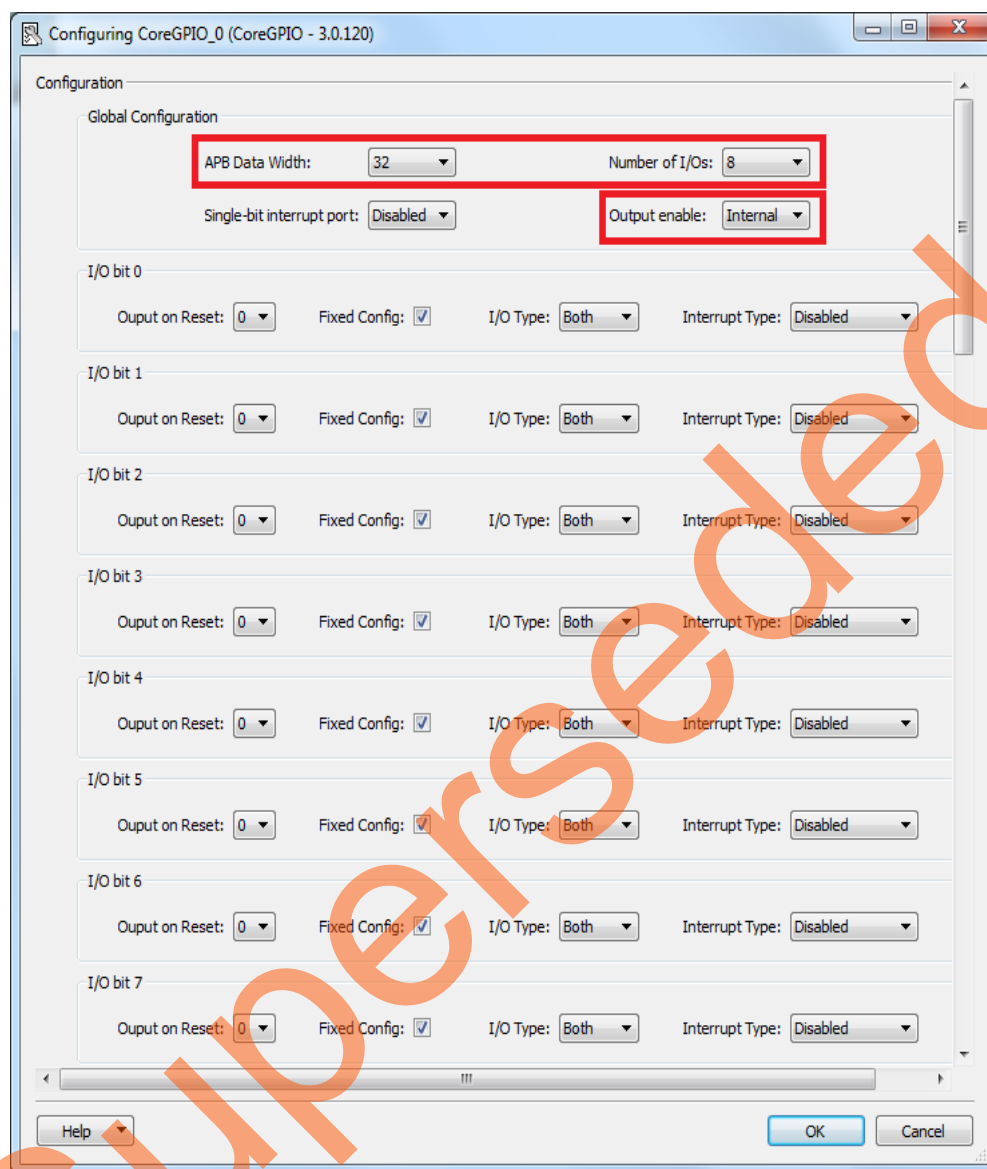 Configuring CoreGPIO_0 (CoreGPIO - 3.0.120)
Configuration
Global Configuration
APB Data Width: 32 Number of I/Os: 8
Single-bit interrupt port: Disabled Output enable: Internal
I/O bit 0
Ouput on Reset: 0 Fixed Config: I/O Type: Both Interrupt Type: Disabled
I/O bit 1
Ouput on Reset: 0 Fixed Config: I/O Type: Both Interrupt Type: Disabled
I/O bit 2
Ouput on Reset: 0 Fixed Config: I/O Type: Both Interrupt Type: Disabled
I/O bit 3
Ouput on Reset: 0 Fixed Config: I/O Type: Both Interrupt Type: Disabled
I/O bit 4
Ouput on Reset: 0 Fixed Config: I/O Type: Both Interrupt Type: Disabled
I/O bit 5
Ouput on Reset: 0 Fixed Config: I/O Type: Both Interrupt Type: Disabled
I/O bit 6
Ouput on Reset: 0 Fixed Config: I/O Type: Both Interrupt Type: Disabled
I/O bit 7
Ouput on Reset: 0 Fixed Config: I/O Type: Both Interrupt Type: Disabled
Help OK Cancel
Superseded